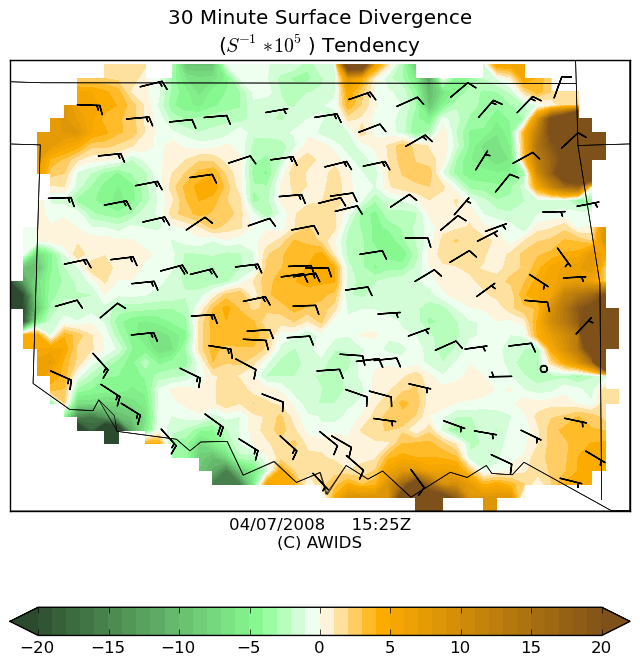 30 Minute Surface Divergence
(S⁻¹ *10⁵ ) Tendency
04/07/2008 15:25Z
(C) AWIDS
−20 −15 −10 −5 0 5 10 15 20